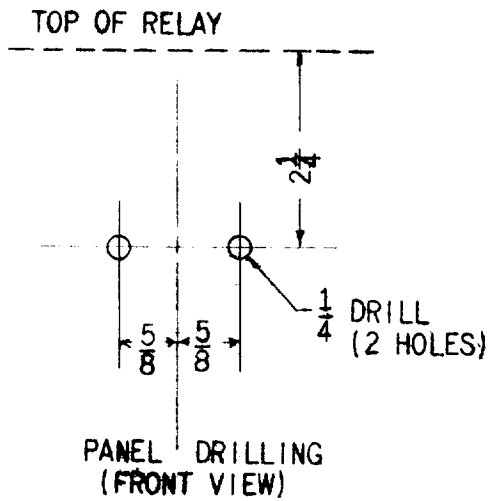 TOP OF RELAY
2 1/4
1/4 DRILL
(2 HOLES)
5/8 5/8
PANEL DRILLING
(FRONT VIEW)